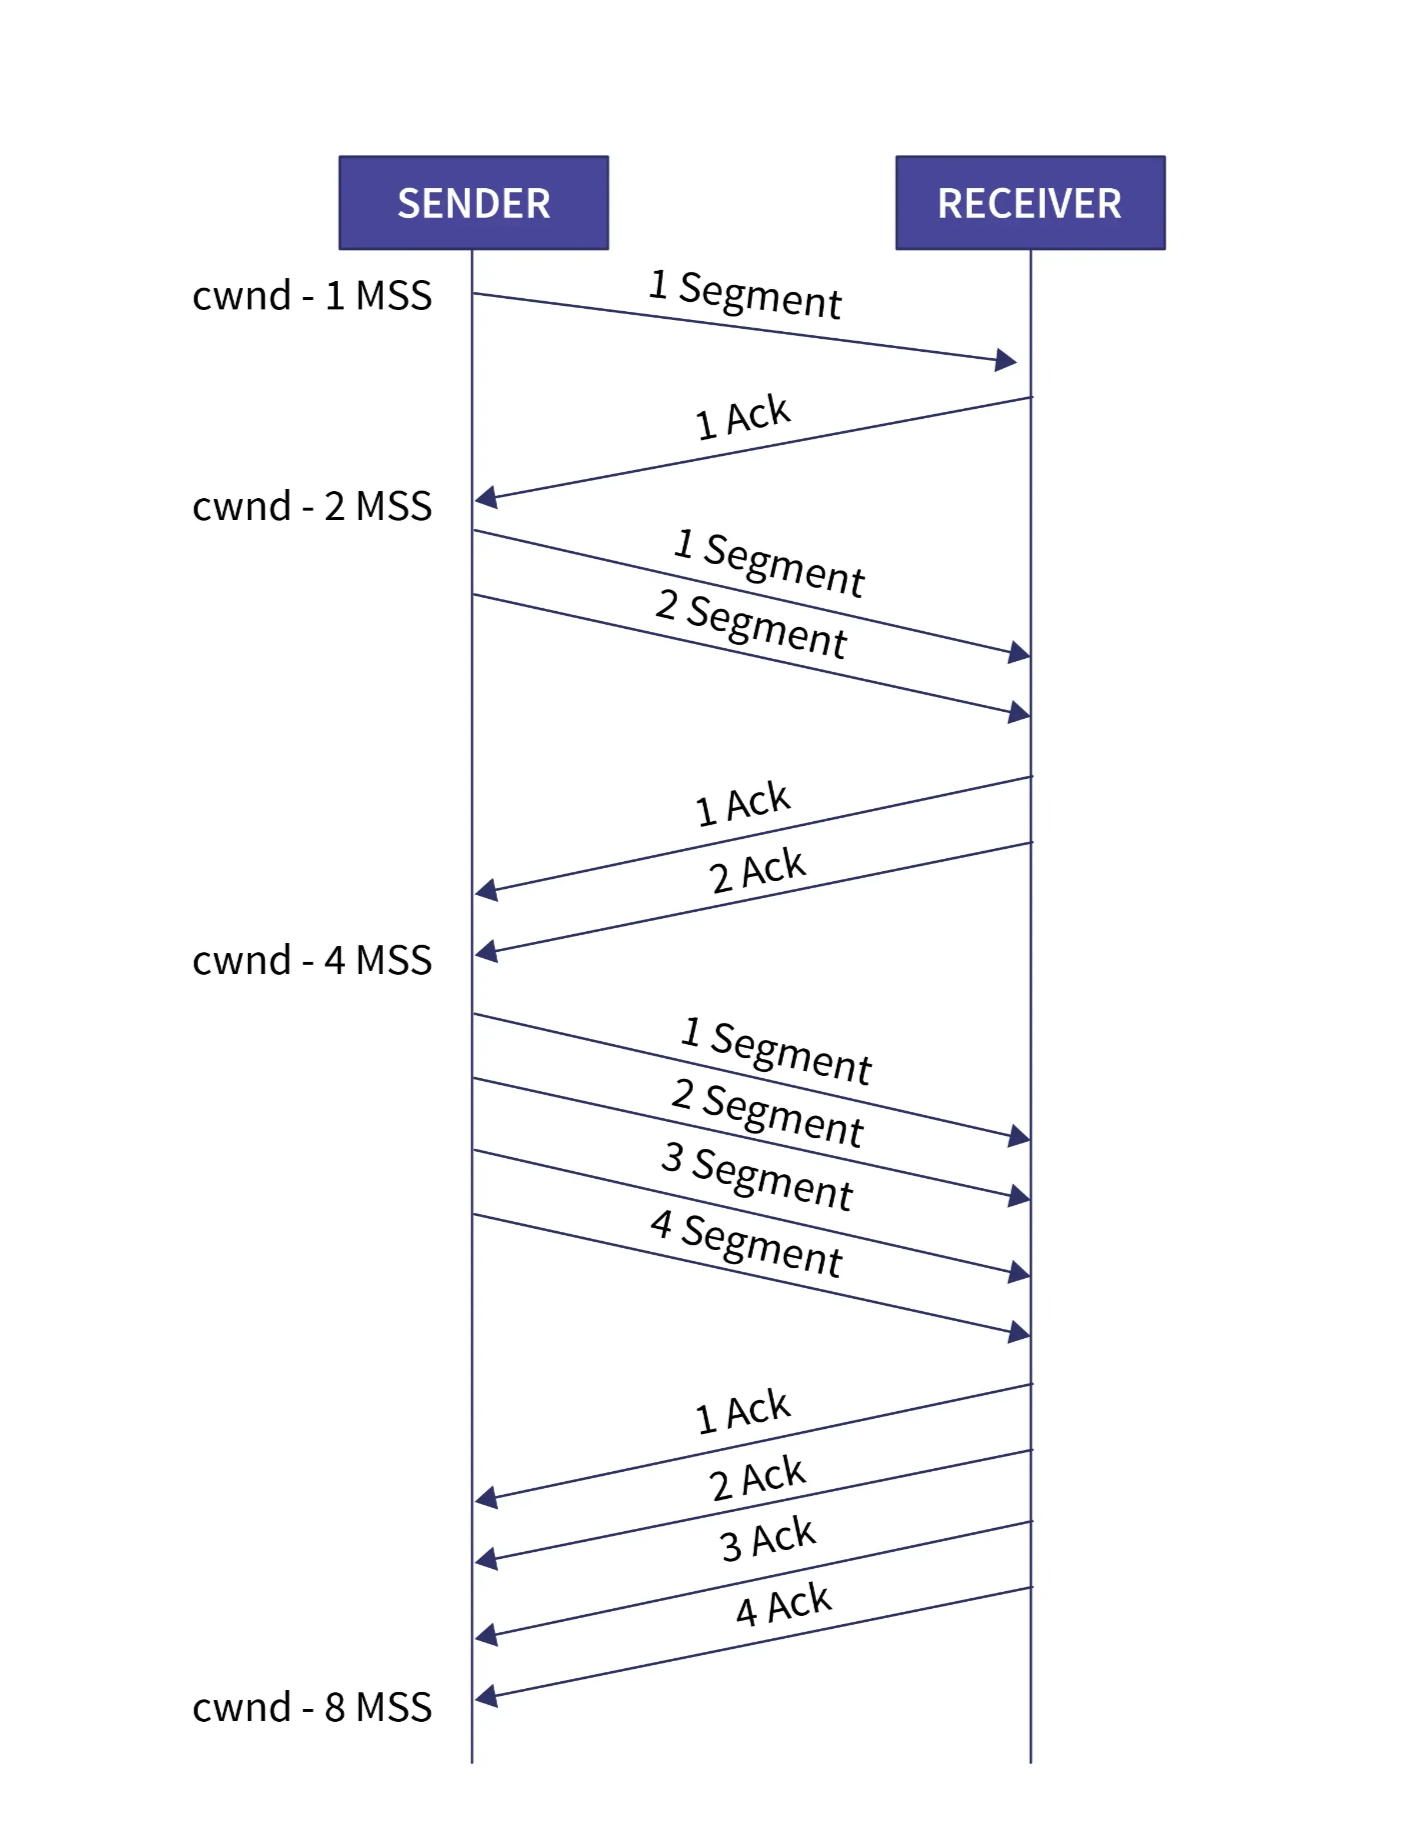 SENDER
RECEIVER
cwnd - 1 MSS
1 Segment
1 Ack
cwnd - 2 MSS
1 Segment
2 Segment
1 Ack
2 Ack
cwnd - 4 MSS
1 Segment
2 Segment
3 Segment
4 Segment
1 Ack
2 Ack
3 Ack
4 Ack
cwnd - 8 MSS